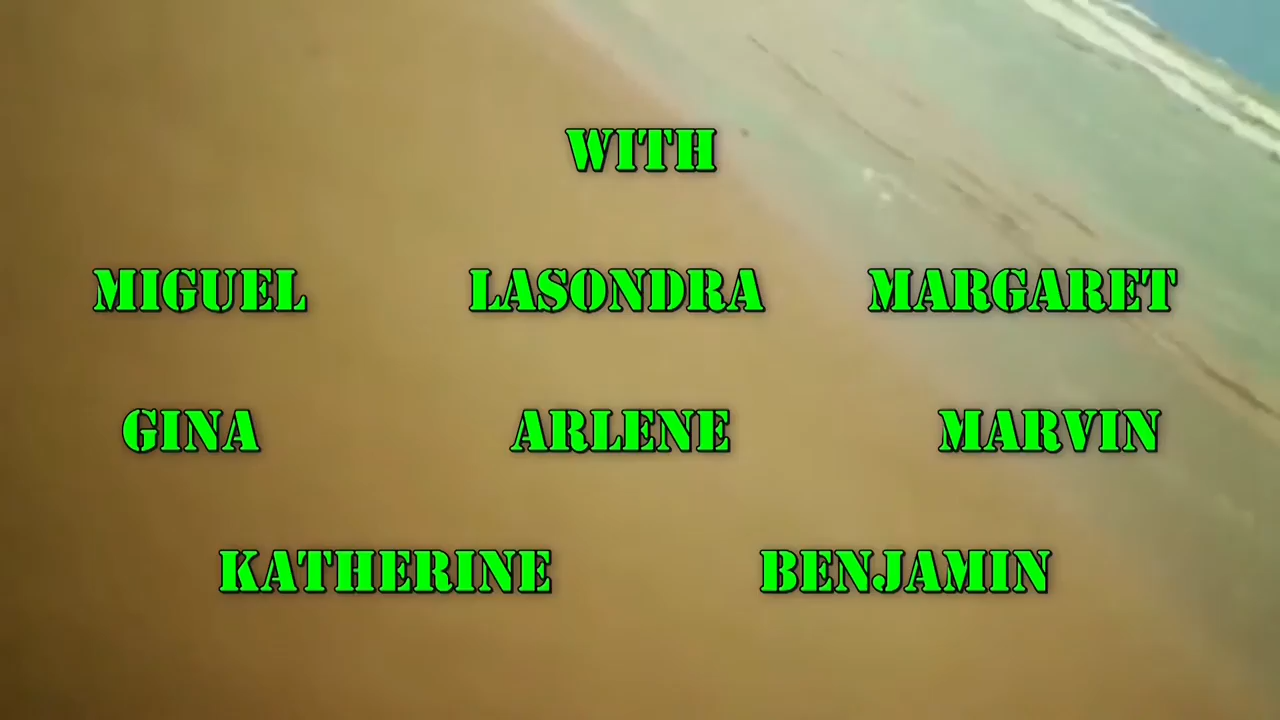 WITH
MIGUEL LASONDRA MARGARET
GINA ARLENE MARVIN
KATHERINE BENJAMIN